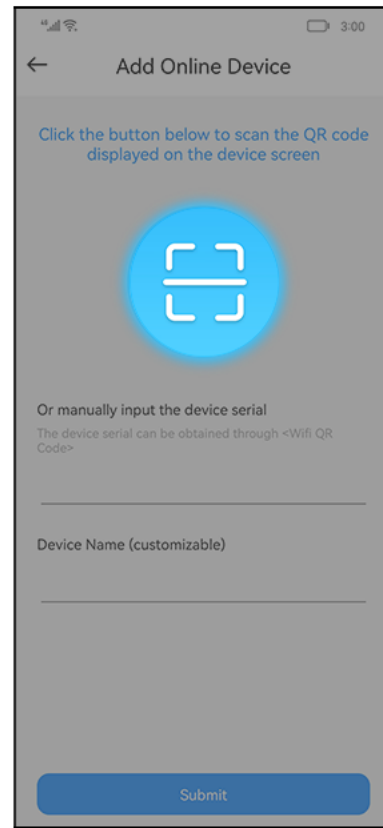 3:00
Add Online Device
Click the button below to scan the QR code
displayed on the device screen
Or manually input the device serial
The device serial can be obtained through <Wifi QR
Code>
Device Name (customizable)
Submit